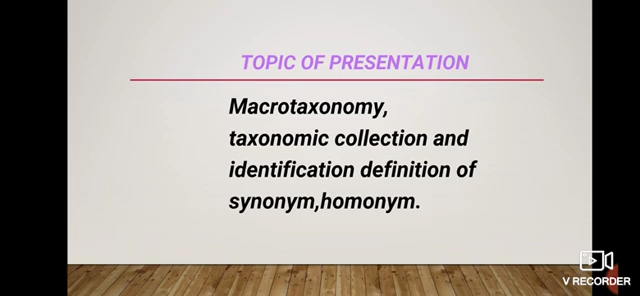 TOPIC OF PRESENTATION
Macrotaxonomy,
taxonomic collection and
identification definition of
synonym,homonym.
V RECORDER